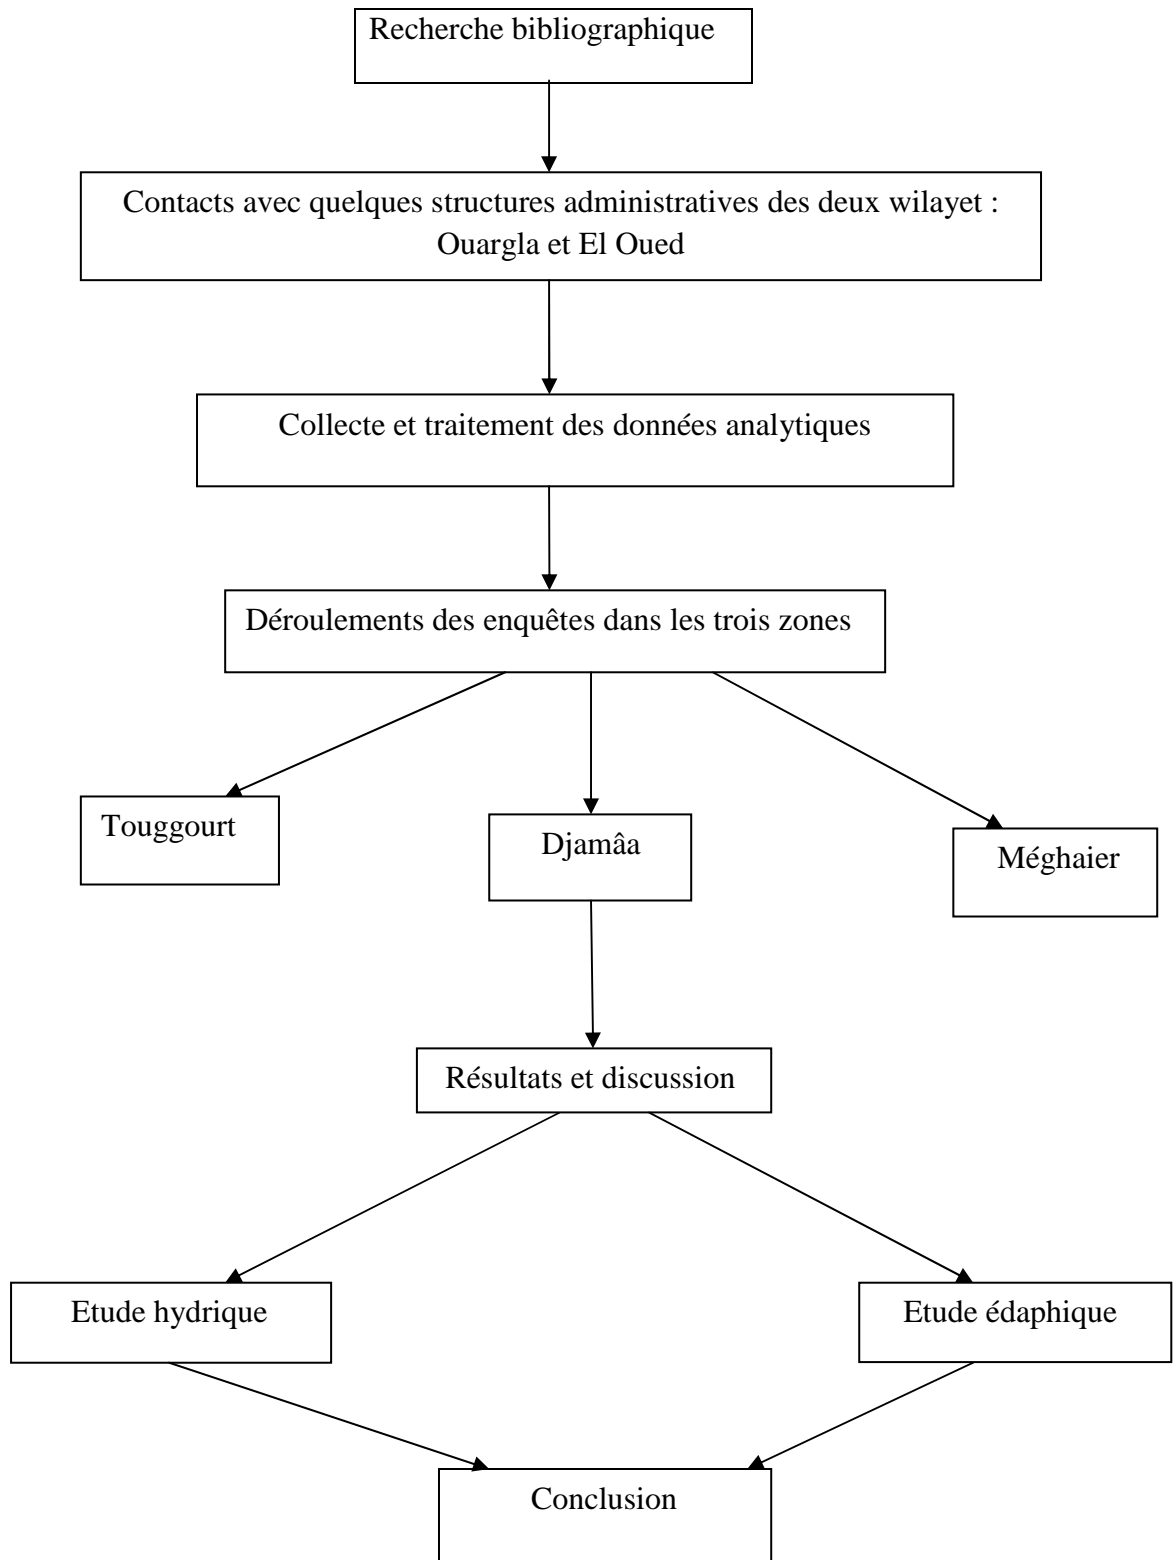 Recherche bibliographique
Contacts avec quelques structures administratives des deux wilayet :
Ouargla et El Oued
Collecte et traitement des données analytiques
Déroulements des enquêtes dans les trois zones
Touggourt
Djamâa
Méghaier
Résultats et discussion
Etude hydrique
Etude édaphique
Conclusion